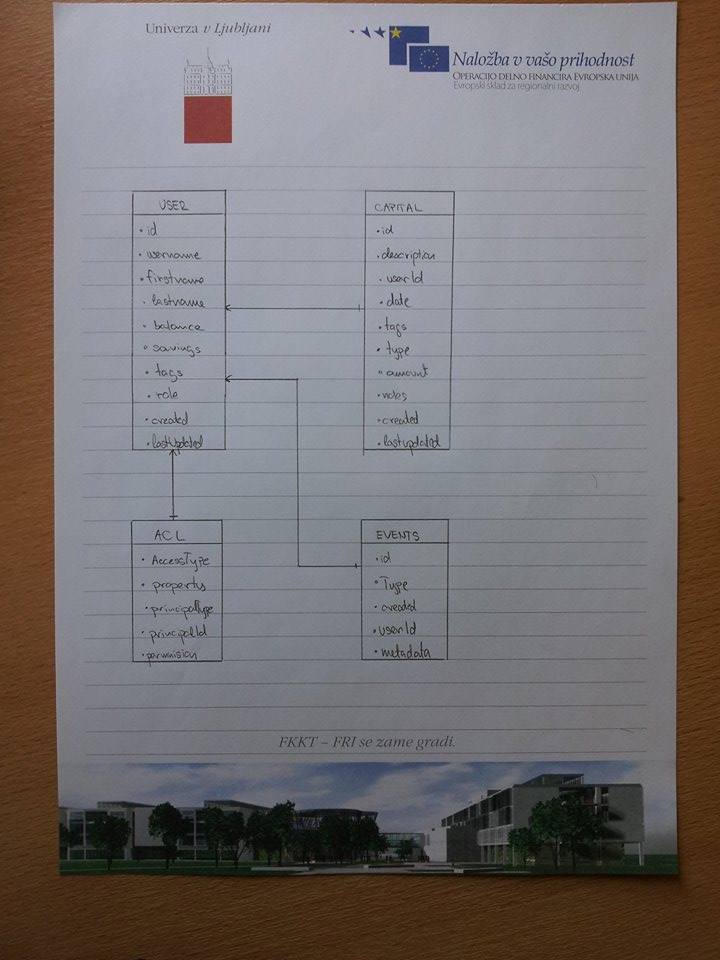 Univerza v Ljubljani
Naložba v vašo prihodnost
OPERACIJO DELNO FINANCIRA EVROPSKA UNIJA
Evropski sklad za regionalni razvoj
USER
• id
• username
• firstname
• lastname
• balance
• savings
• tags
• role
• created
• lastUpdated
CAPITAL
• id
• description
• userId
• date
• tags
• type
• amount
• notes
• created
• lastupdated
ACL
• AccessType
• property
• principalType
• principalId
• permission
EVENTS
• id
• Type
• created
• userId
• metadata
FKKT – FRI se zame gradi.